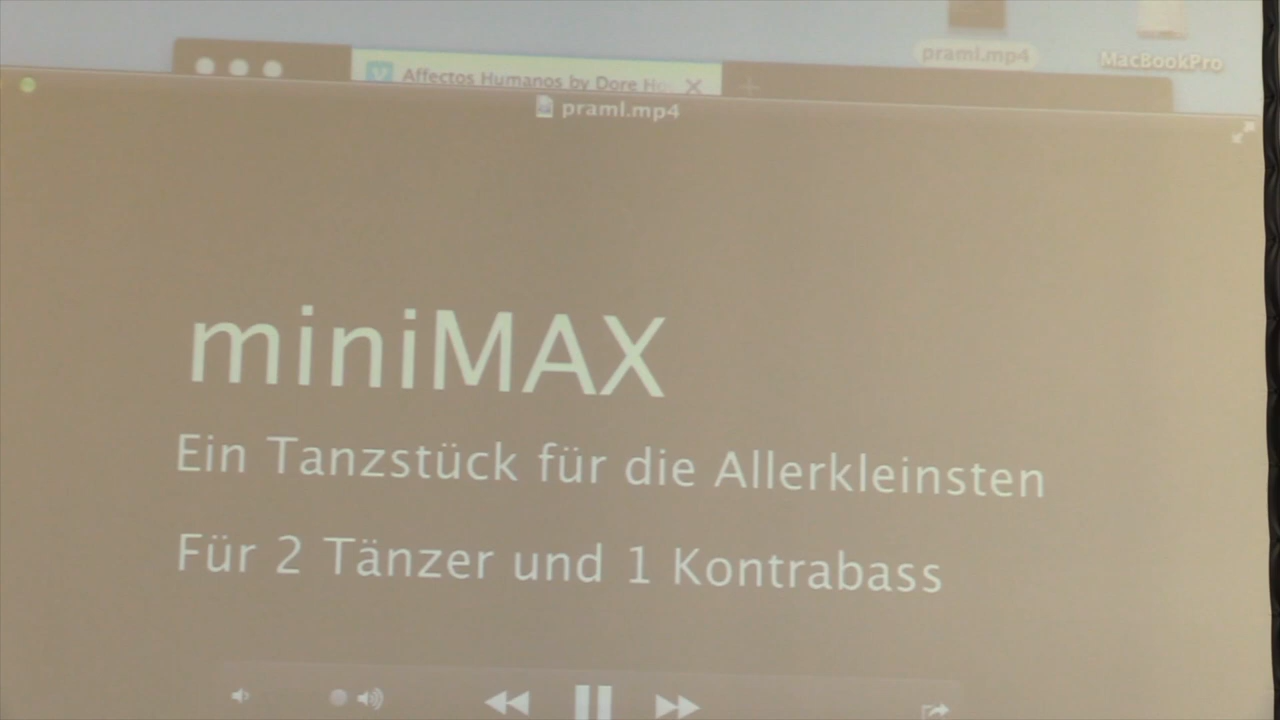 praml.mp4
MacBookPro
Affectos Humanos by Dore
praml.mp4
miniMAX
Ein Tanzstück für die Allerkleinsten
Für 2 Tänzer und 1 Kontrabass